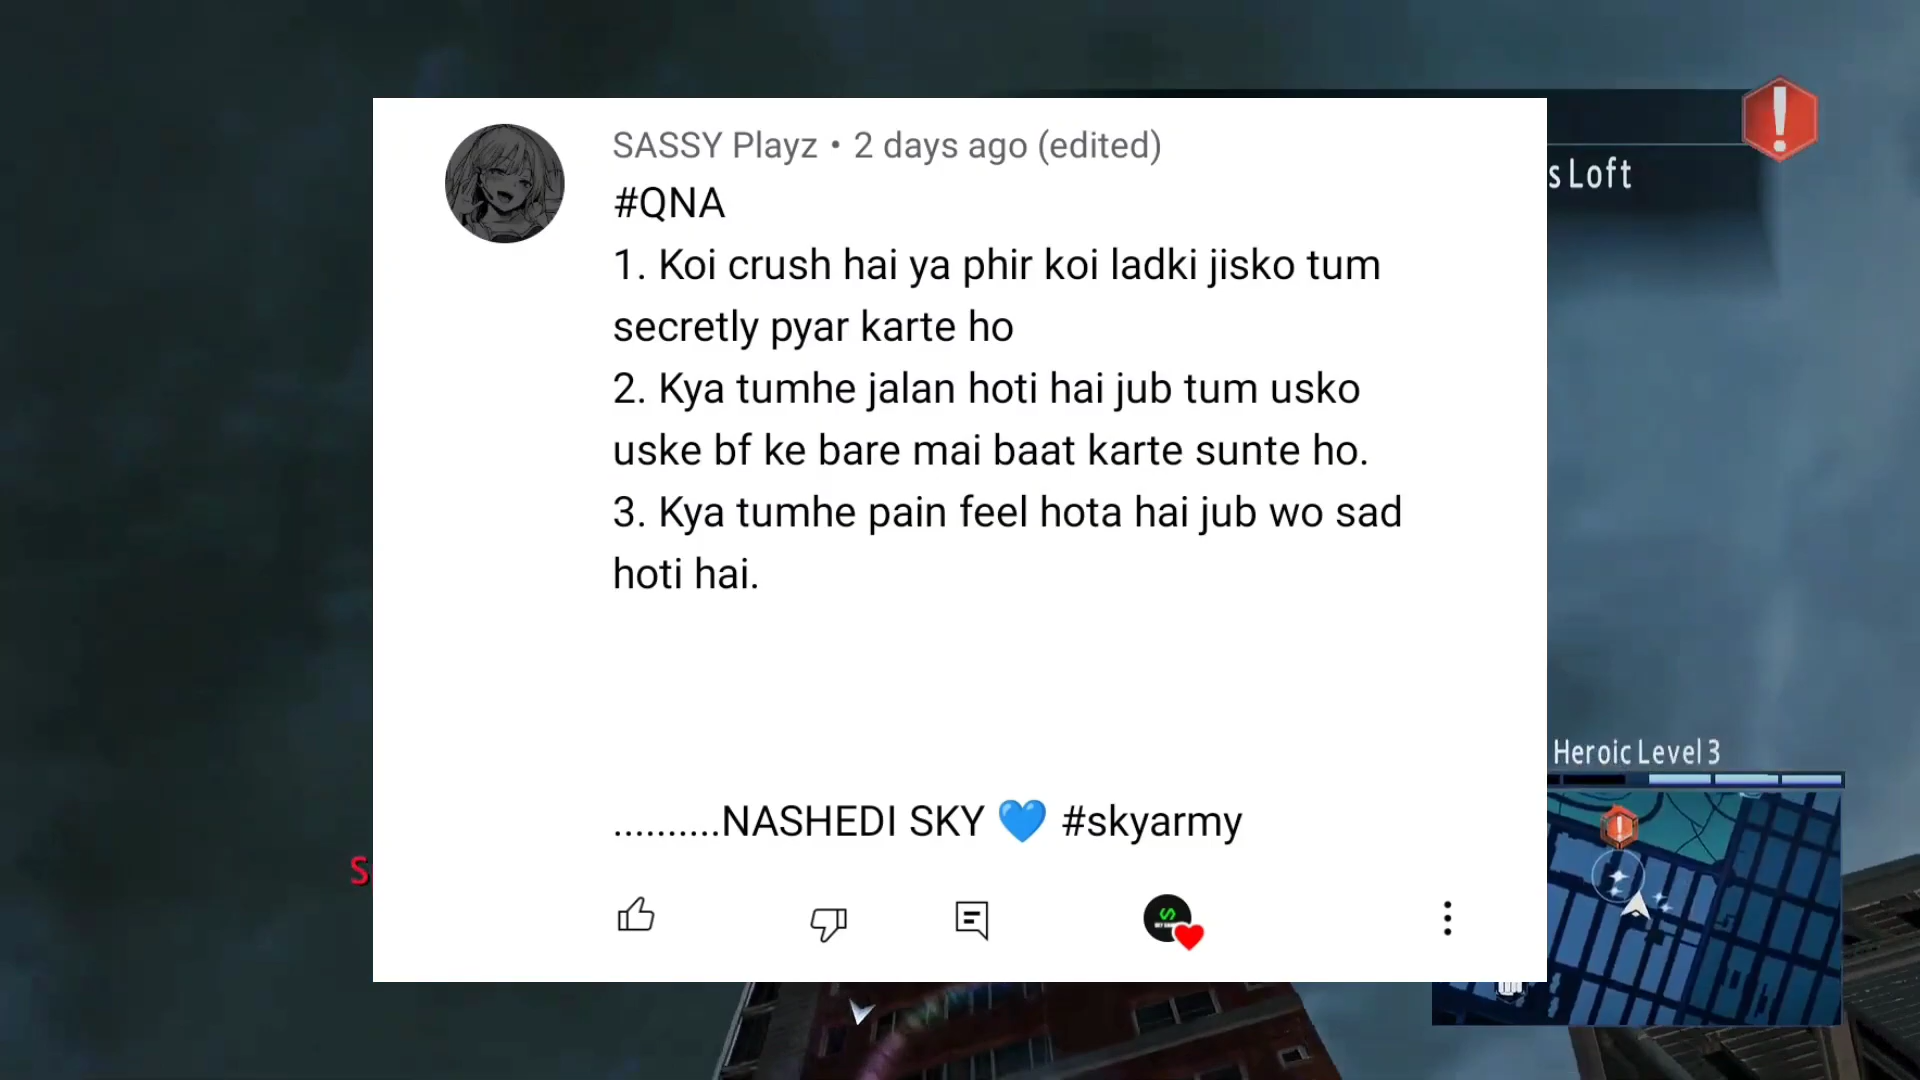 SASSY Playz • 2 days ago (edited)
#QNA
1. Koi crush hai ya phir koi ladki jisko tum
secretly pyar karte ho
2. Kya tumhe jalan hoti hai jub tum usko
uske bf ke bare mai baat karte sunte ho.
3. Kya tumhe pain feel hota hai jub wo sad
hoti hai.
..........NASHEDI SKY 💙 #skyarmy
s Loft
Heroic Level 3
S